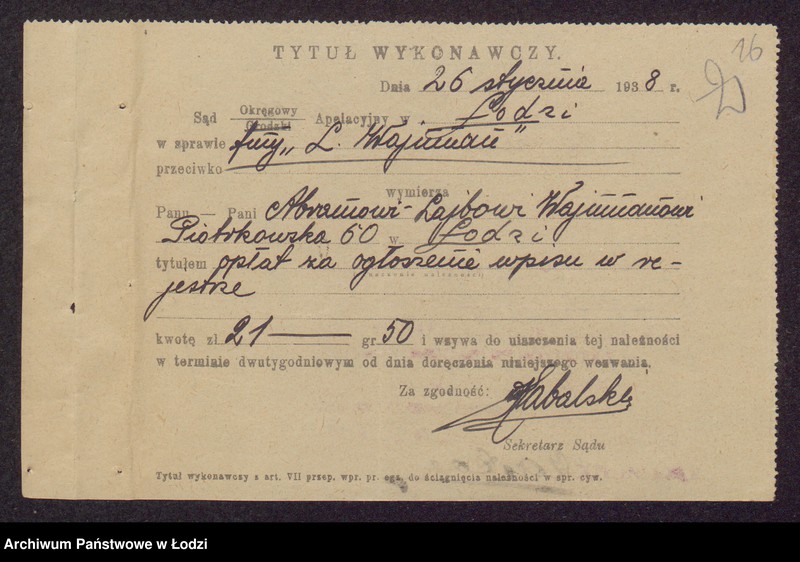 16
TYTUŁ WYKONAWCZY.
Dnia 26 stycznia 1938 r.
Sąd Okręgowy Grodzki Apelacyjny w Łodzi
w sprawie firmy „L. Wajnman"
przeciwko
wymierza
Panu — Pani Abramowi-Lajbowi Wajnmanowi
Piotrkowska 60 w Łodzi
tytułem opłat za ogłoszenie wpisu w re-
jestrze
kwotę zł 21 — gr 50 i wzywa do uiszczenia tej należności
w terminie dwutygodniowym od dnia doręczenia niniejszego wezwania.
Za zgodność:
Sekretarz Sądu
Tytuł wykonawczy z art. VII przep. wpr. pr. egz. do ściągnięcia należności w spr. cyw.
Archiwum Państwowe w Łodzi